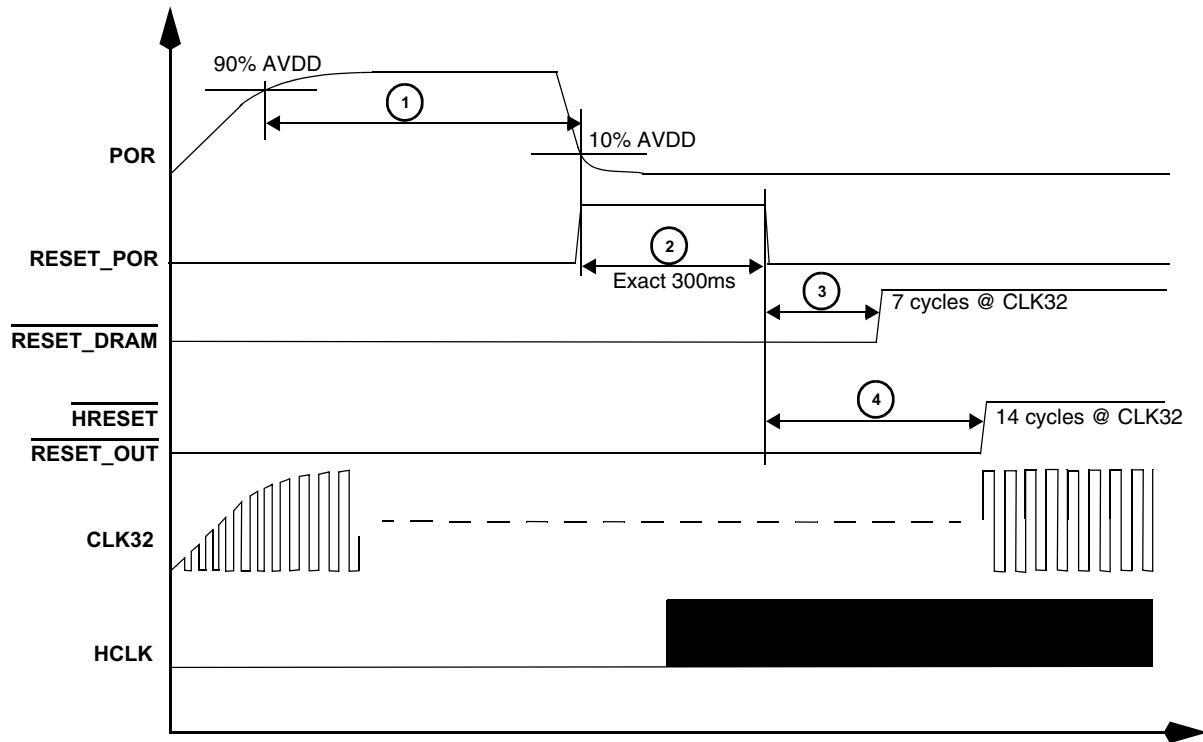 90% AVDD
1
10% AVDD
POR
RESET_POR
2
Exact 300ms
3
7 cycles @ CLK32
RESET_DRAM
4
HRESET
14 cycles @ CLK32
RESET_OUT
CLK32
HCLK